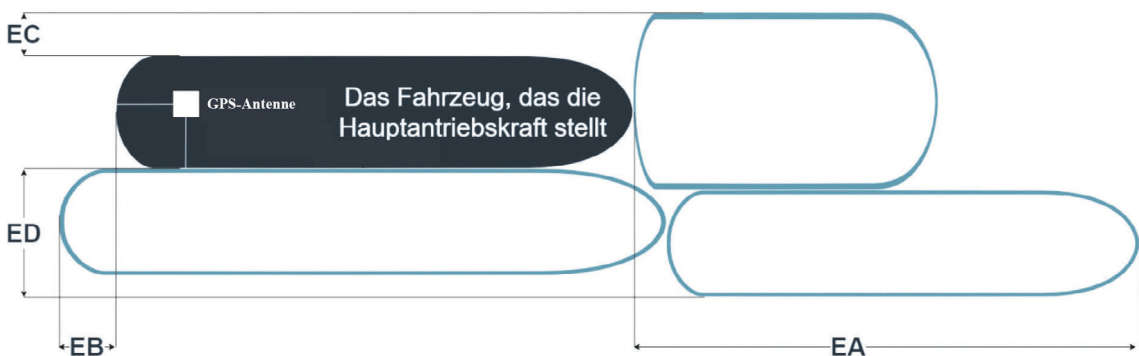 EC
GPS-Antenne
Das Fahrzeug, das die
Hauptantriebskraft stellt
ED
EB
EA